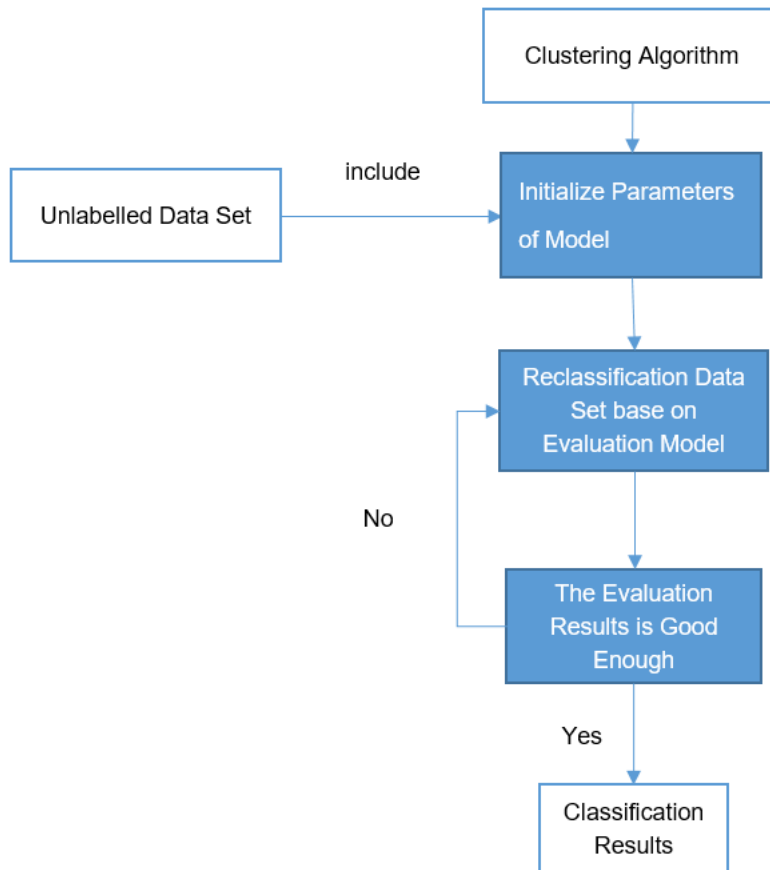 Clustering Algorithm
include
Unlabelled Data Set
Initialize Parameters
of Model
Reclassification Data
Set base on
Evaluation Model
No
The Evaluation
Results is Good
Enough
Yes
Classification
Results